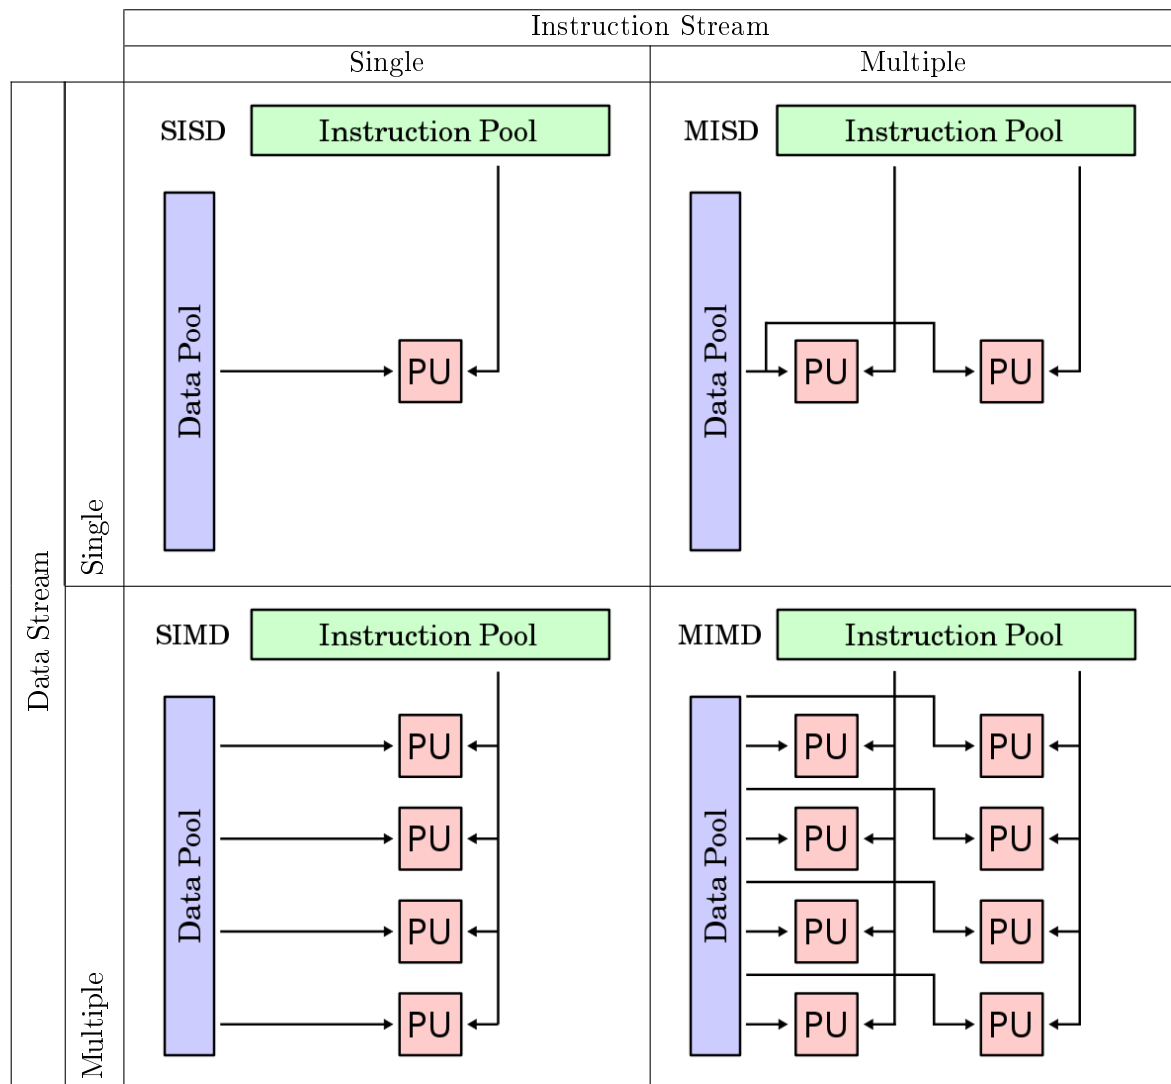 Instruction Stream
Single
Multiple
Data Stream
Single
SISD
Instruction Pool
Data Pool
PU
MISD
Instruction Pool
Data Pool
PU
PU
Multiple
SIMD
Instruction Pool
Data Pool
PU
PU
PU
PU
MIMD
Instruction Pool
Data Pool
PU
PU
PU
PU
PU
PU
PU
PU